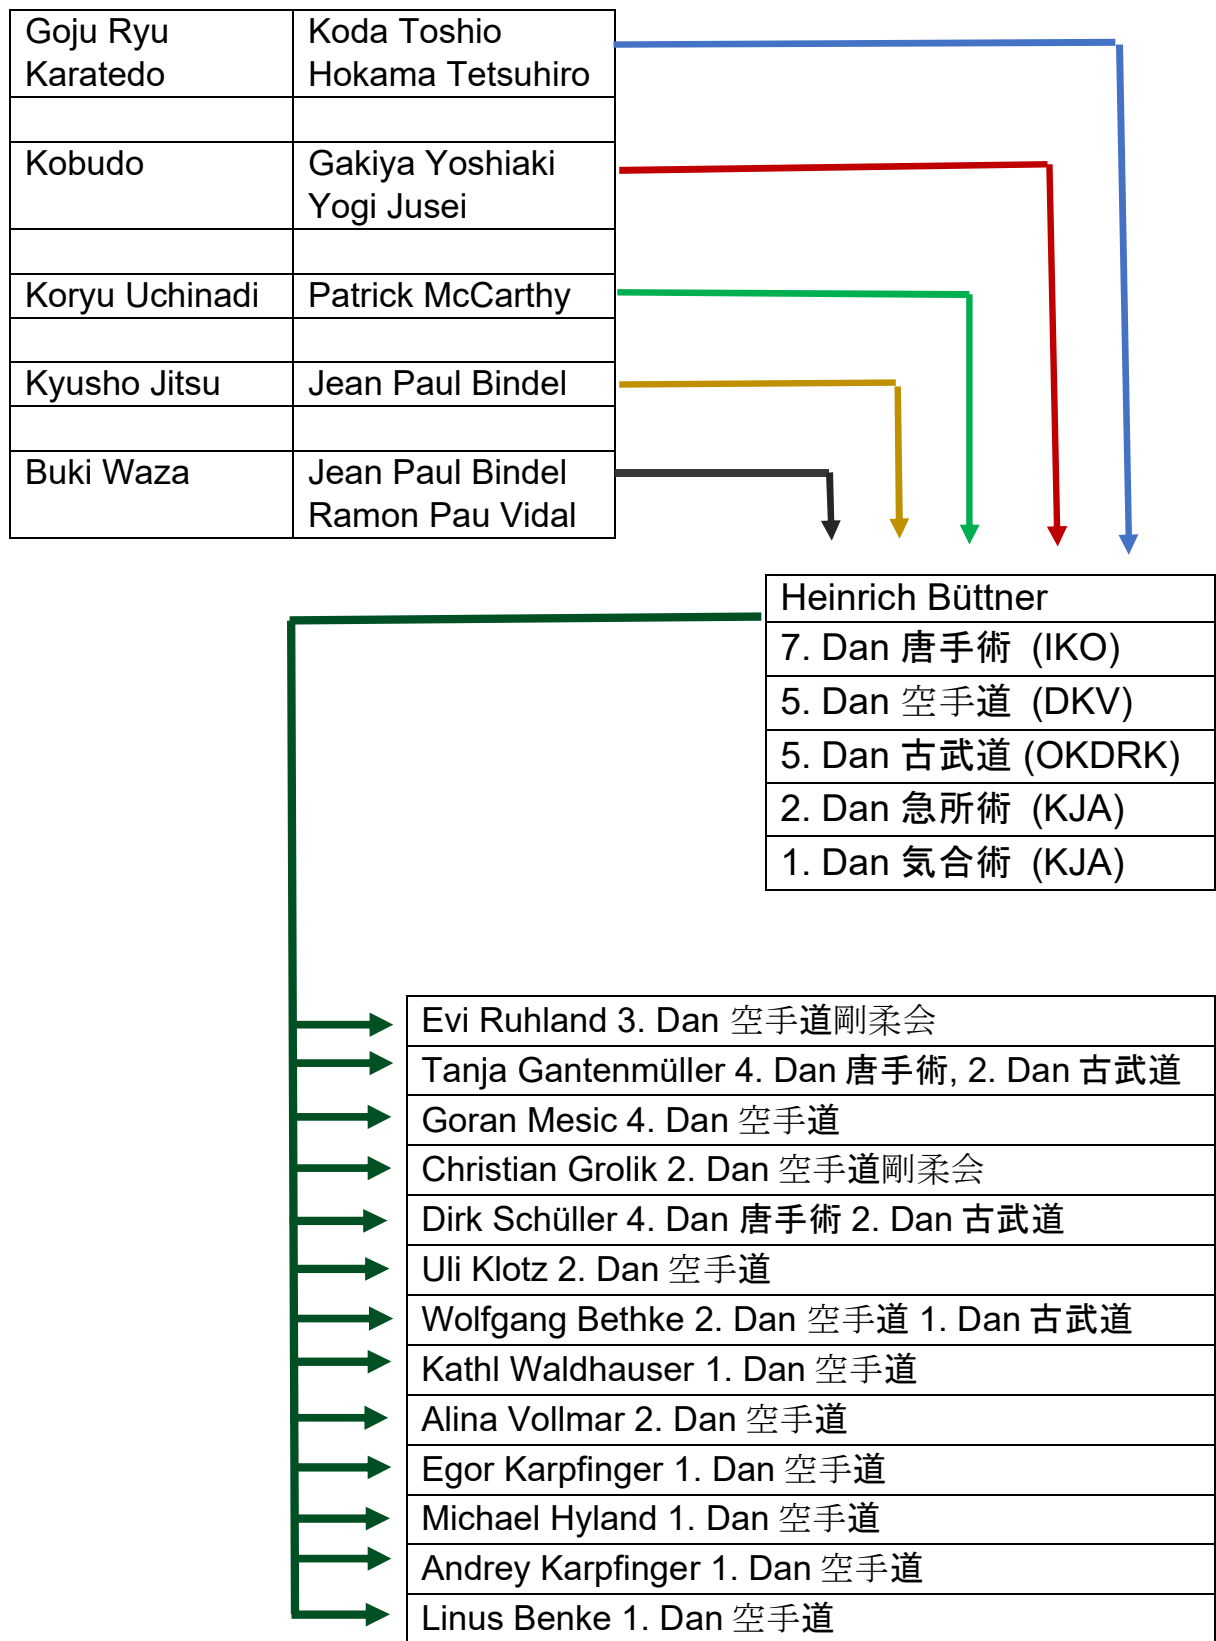 Goju Ryu Koda Toshio
Karatedo Hokama Tetsuhiro
Kobudo Gakiya Yoshiaki
Yogi Jusei
Koryu Uchinadi Patrick McCarthy
Kyusho Jitsu Jean Paul Bindel
Buki Waza Jean Paul Bindel
Ramon Pau Vidal
Heinrich Büttner
7. Dan 唐手術 (IKO)
5. Dan 空手道 (DKV)
5. Dan 古武道 (OKDRK)
2. Dan 急所術 (KJA)
1. Dan 気合術 (KJA)
Evi Ruhland 3. Dan 空手道剛柔会
Tanja Gantenmüller 4. Dan 唐手術, 2. Dan 古武道
Goran Mesic 4. Dan 空手道
Christian Grolik 2. Dan 空手道剛柔会
Dirk Schüller 4. Dan 唐手術 2. Dan 古武道
Uli Klotz 2. Dan 空手道
Wolfgang Bethke 2. Dan 空手道 1. Dan 古武道
Kathl Waldhauser 1. Dan 空手道
Alina Vollmar 2. Dan 空手道
Egor Karpfinger 1. Dan 空手道
Michael Hyland 1. Dan 空手道
Andrey Karpfinger 1. Dan 空手道
Linus Benke 1. Dan 空手道